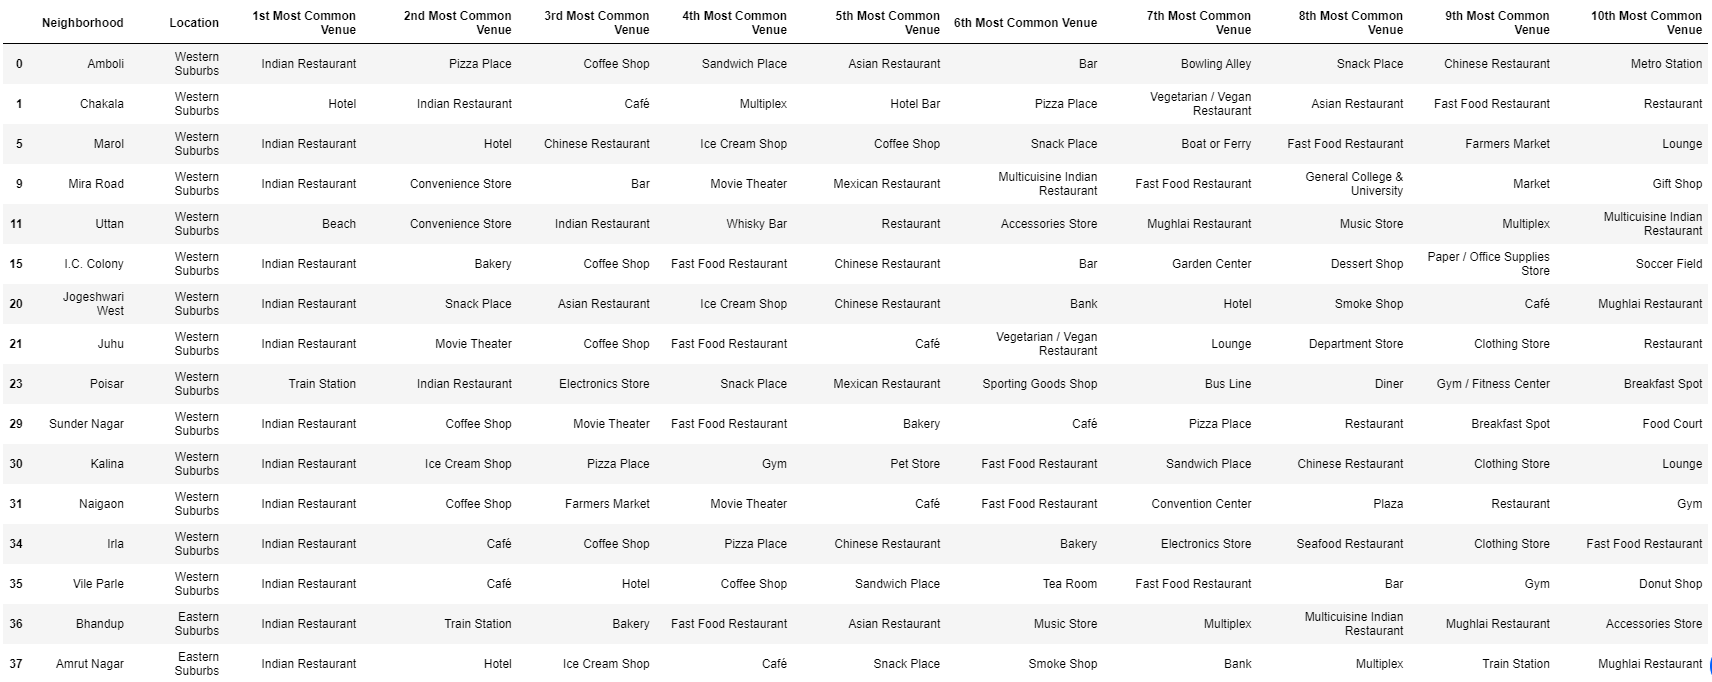 Neighborhood Location 1st Most Common Venue 2nd Most Common Venue 3rd Most Common Venue 4th Most Common Venue 5th Most Common Venue 6th Most Common Venue 7th Most Common Venue 8th Most Common Venue 9th Most Common Venue 10th Most Common Venue
0 Amboli Western Suburbs Indian Restaurant Pizza Place Coffee Shop Sandwich Place Asian Restaurant Bar Bowling Alley Snack Place Chinese Restaurant Metro Station
1 Chakala Western Suburbs Hotel Indian Restaurant Café Multiplex Hotel Bar Pizza Place Vegetarian / Vegan Restaurant Asian Restaurant Fast Food Restaurant Restaurant
5 Marol Western Suburbs Indian Restaurant Hotel Chinese Restaurant Ice Cream Shop Coffee Shop Snack Place Boat or Ferry Fast Food Restaurant Farmers Market Lounge
9 Mira Road Western Suburbs Indian Restaurant Convenience Store Bar Movie Theater Mexican Restaurant Multicuisine Indian Restaurant Fast Food Restaurant General College & University Market Gift Shop
11 Uttan Western Suburbs Beach Convenience Store Indian Restaurant Whisky Bar Restaurant Accessories Store Mughlai Restaurant Music Store Multiplex Multicuisine Indian Restaurant
15 I.C. Colony Western Suburbs Indian Restaurant Bakery Coffee Shop Fast Food Restaurant Chinese Restaurant Bar Garden Center Dessert Shop Paper / Office Supplies Store Soccer Field
20 Jogeshwari West Western Suburbs Indian Restaurant Snack Place Asian Restaurant Ice Cream Shop Chinese Restaurant Bank Hotel Smoke Shop Café Mughlai Restaurant
21 Juhu Western Suburbs Indian Restaurant Movie Theater Coffee Shop Fast Food Restaurant Café Vegetarian / Vegan Restaurant Lounge Department Store Clothing Store Restaurant
23 Poisar Western Suburbs Train Station Indian Restaurant Electronics Store Snack Place Mexican Restaurant Sporting Goods Shop Bus Line Diner Gym / Fitness Center Breakfast Spot
29 Sunder Nagar Western Suburbs Indian Restaurant Coffee Shop Movie Theater Fast Food Restaurant Bakery Café Pizza Place Restaurant Breakfast Spot Food Court
30 Kalina Western Suburbs Indian Restaurant Ice Cream Shop Pizza Place Gym Pet Store Fast Food Restaurant Sandwich Place Chinese Restaurant Clothing Store Lounge
31 Naigaon Western Suburbs Indian Restaurant Coffee Shop Farmers Market Movie Theater Café Fast Food Restaurant Convention Center Plaza Restaurant Gym
34 Irla Western Suburbs Indian Restaurant Café Coffee Shop Pizza Place Chinese Restaurant Bakery Electronics Store Seafood Restaurant Clothing Store Fast Food Restaurant
35 Vile Parle Western Suburbs Indian Restaurant Café Hotel Coffee Shop Sandwich Place Tea Room Fast Food Restaurant Bar Gym Donut Shop
36 Bhandup Eastern Suburbs Indian Restaurant Train Station Bakery Fast Food Restaurant Asian Restaurant Music Store Multiplex Multicuisine Indian Restaurant Mughlai Restaurant Accessories Store
37 Amrut Nagar Eastern Suburbs Indian Restaurant Hotel Ice Cream Shop Café Snack Place Smoke Shop Bank Multiplex Train Station Mughlai Restaurant